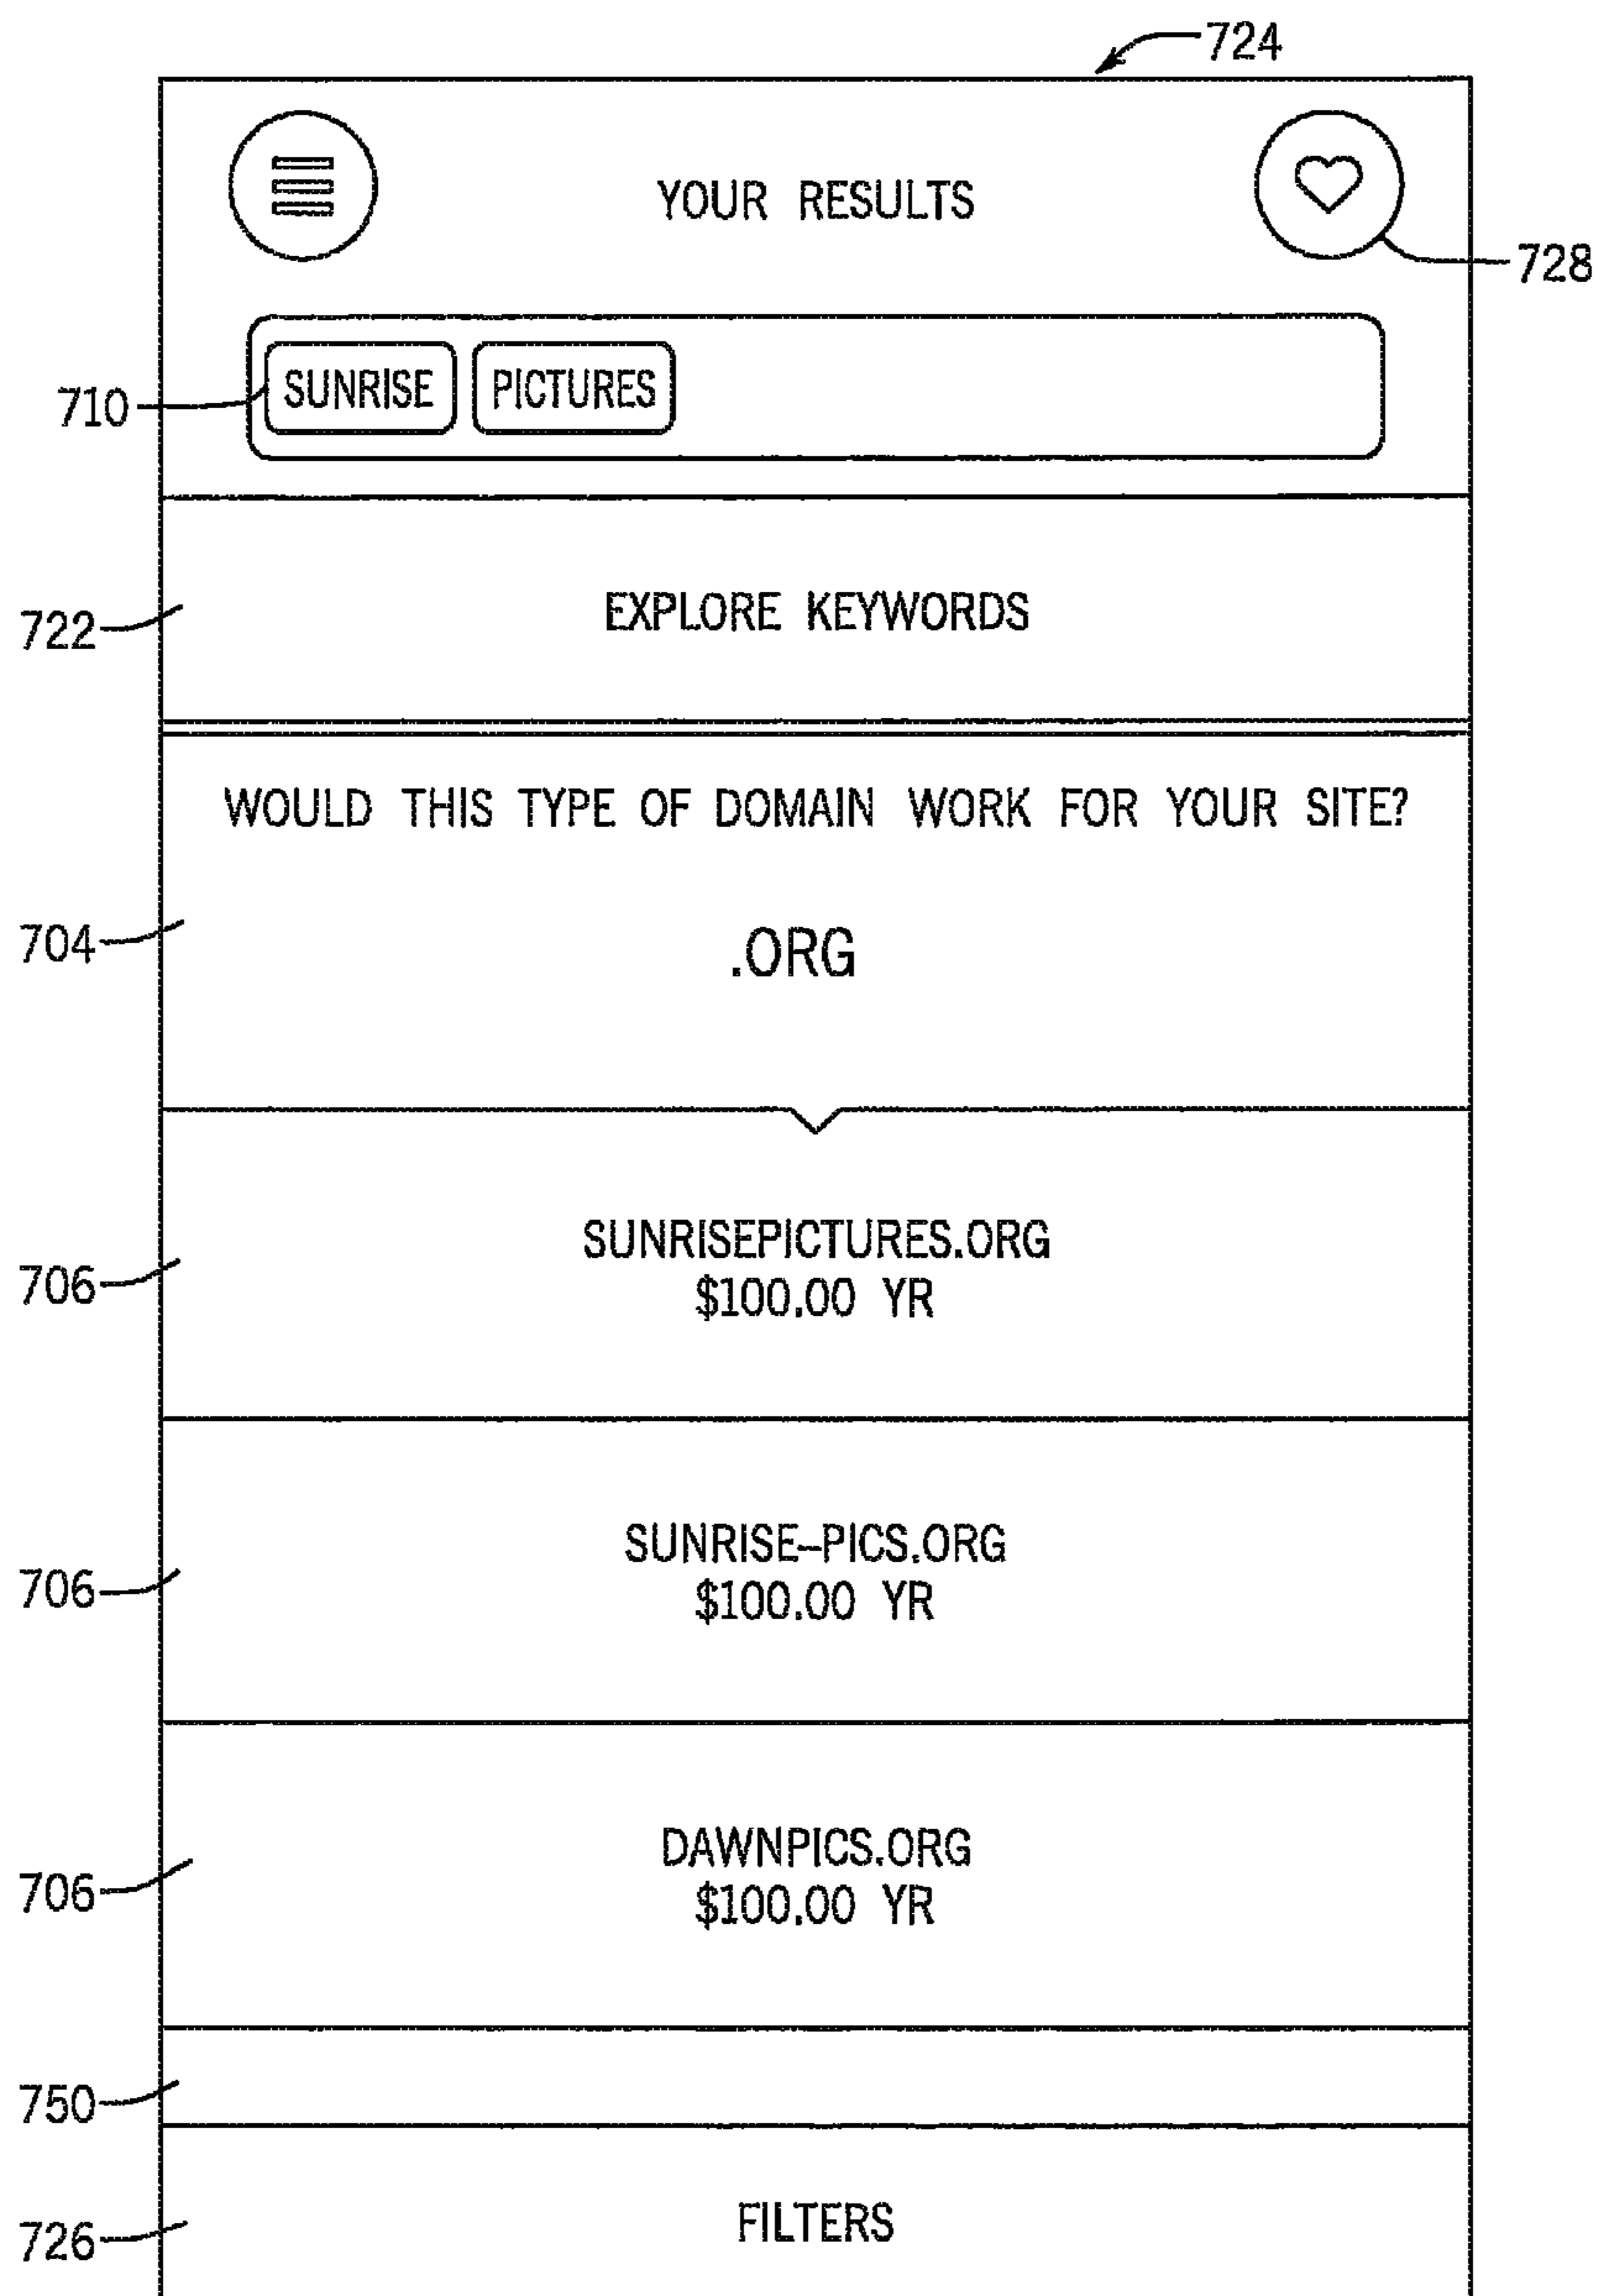 724
YOUR RESULTS
728
710
SUNRISE PICTURES
722
EXPLORE KEYWORDS
WOULD THIS TYPE OF DOMAIN WORK FOR YOUR SITE?
704
.ORG
SUNRISEPICTURES.ORG
706
$100.00 YR
SUNRISE-PICS.ORG
706
$100.00 YR
DAWNPICS.ORG
706
$100.00 YR
750
FILTERS
726